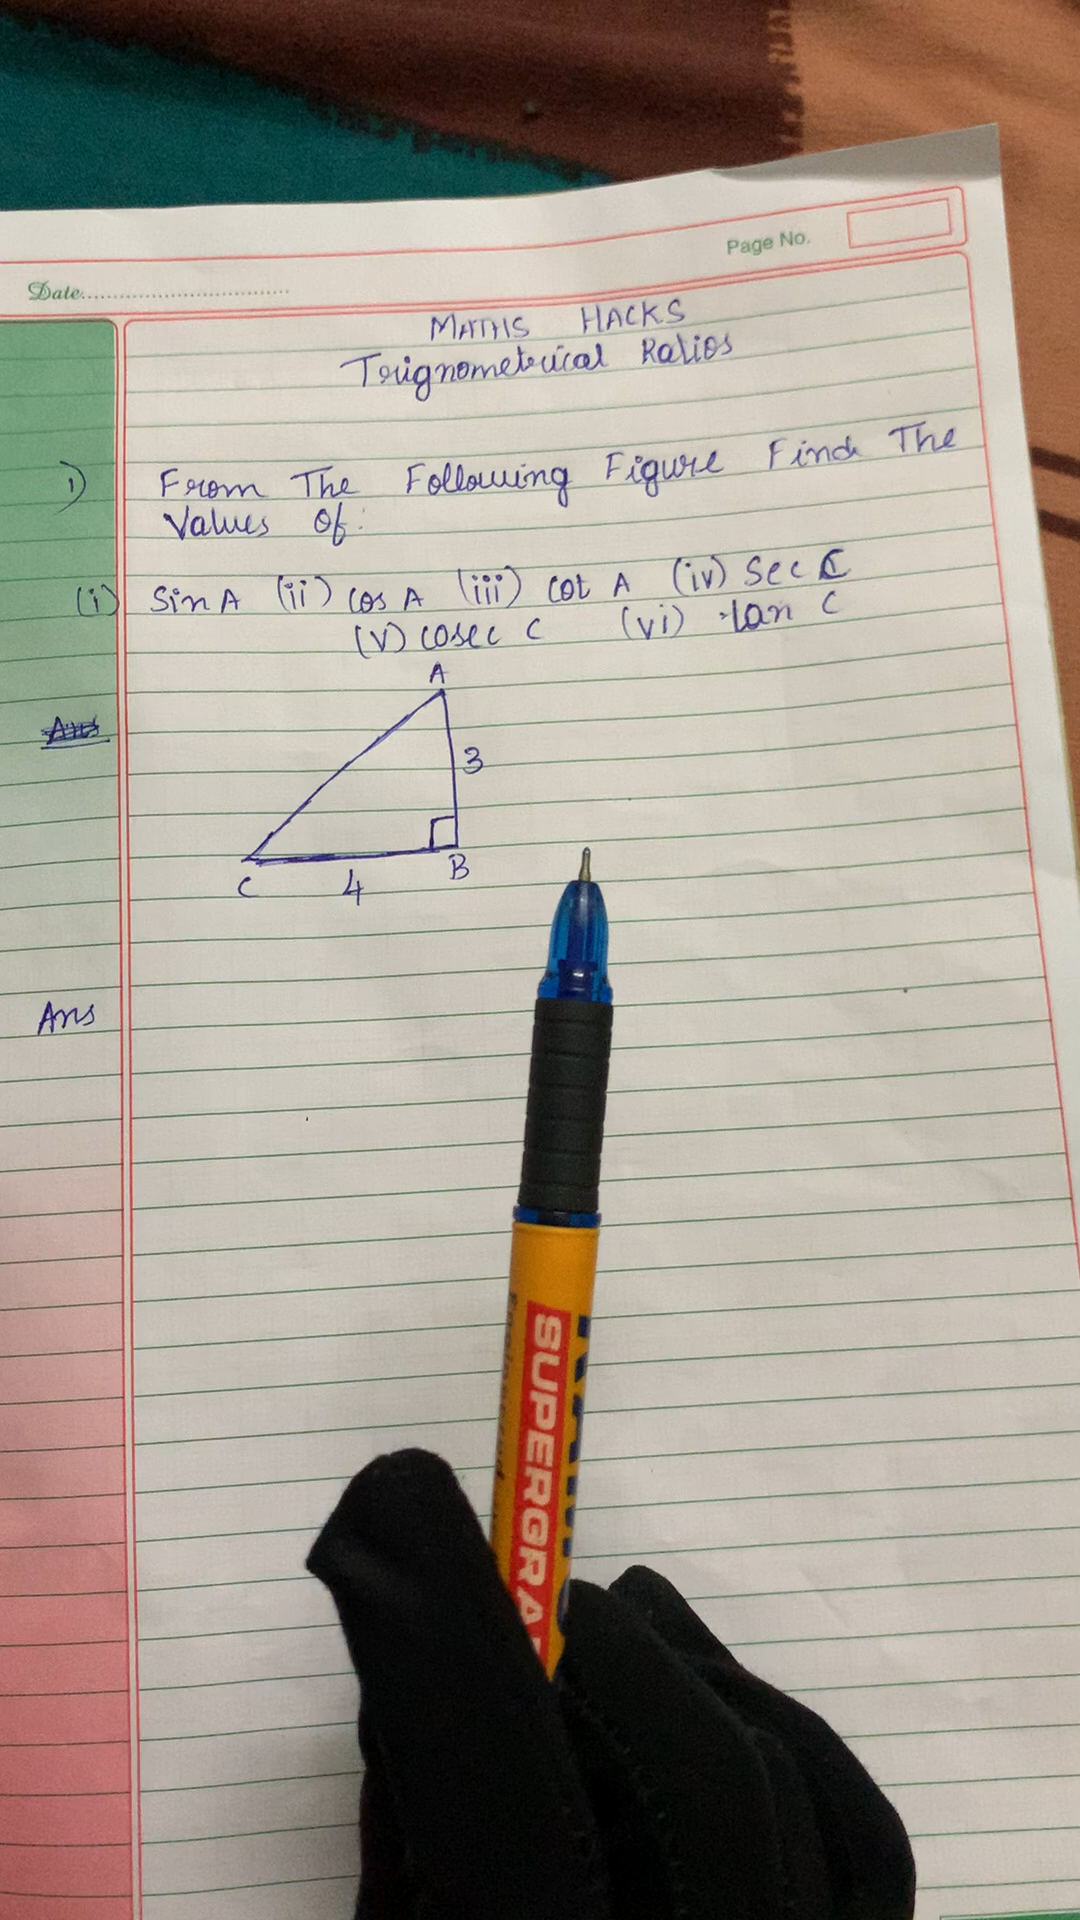 Page No.
Date
MATHS HACKS
Trignometrical Ratios
1) From The Following Figure Find The
Values Of:
(i) Sin A (ii) cos A (iii) cot A (iv) Sec C
(v) cosec C (vi) tan C
A
3
B
C
4
Ans
SUPERGRA